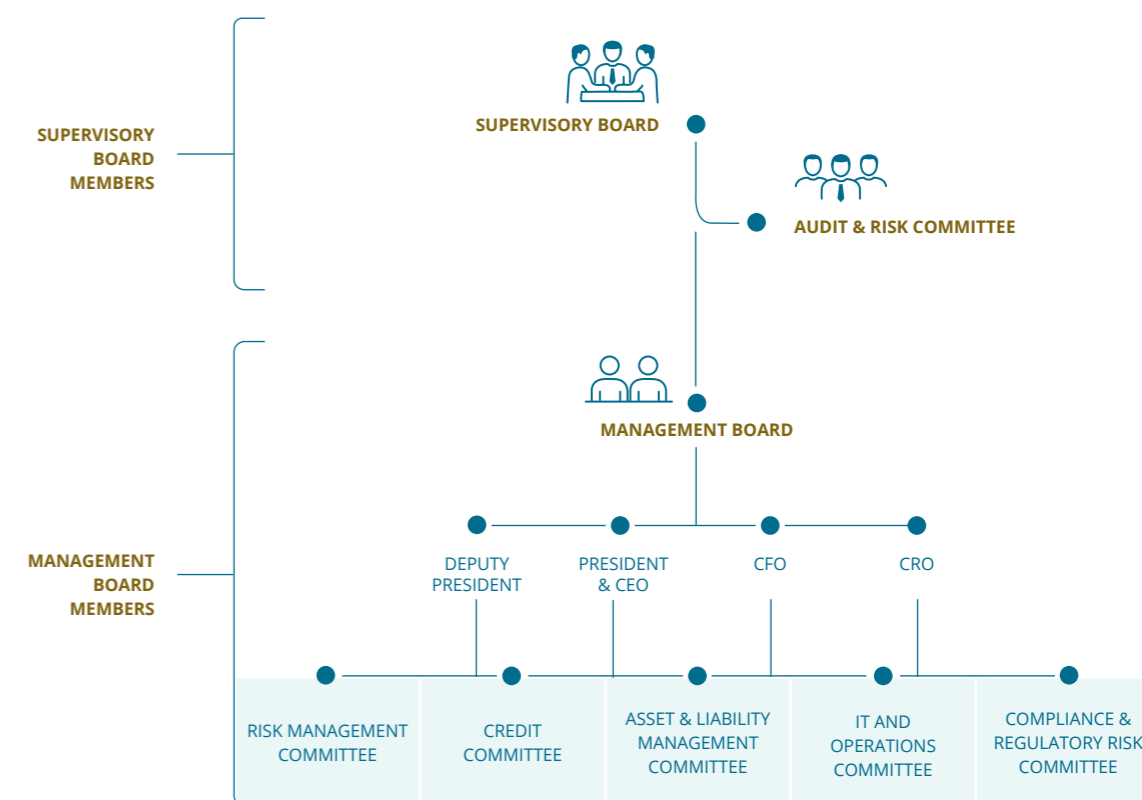 SUPERVISORY
BOARD
MEMBERS
SUPERVISORY BOARD
AUDIT & RISK COMMITTEE
MANAGEMENT BOARD
MANAGEMENT
BOARD
MEMBERS
DEPUTY
PRESIDENT
PRESIDENT
& CEO
CFO
CRO
RISK MANAGEMENT
COMMITTEE
CREDIT
COMMITTEE
ASSET & LIABILITY
MANAGEMENT
COMMITTEE
IT AND
OPERATIONS
COMMITTEE
COMPLIANCE &
REGULATORY RISK
COMMITTEE